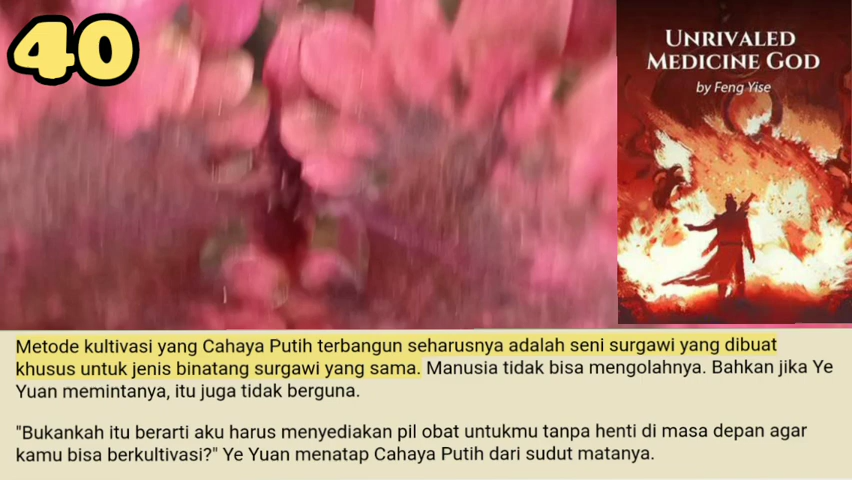 40
UNRIVALED
MEDICINE GOD
by Feng Yise
Metode kultivasi yang Cahaya Putih terbangun seharusnya adalah seni surgawi yang dibuat
khusus untuk jenis binatang surgawi yang sama. Manusia tidak bisa mengolahnya. Bahkan jika Ye
Yuan memintanya, itu juga tidak berguna.
"Bukankah itu berarti aku harus menyediakan pil obat untukmu tanpa henti di masa depan agar
kamu bisa berkultivasi?" Ye Yuan menatap Cahaya Putih dari sudut matanya.